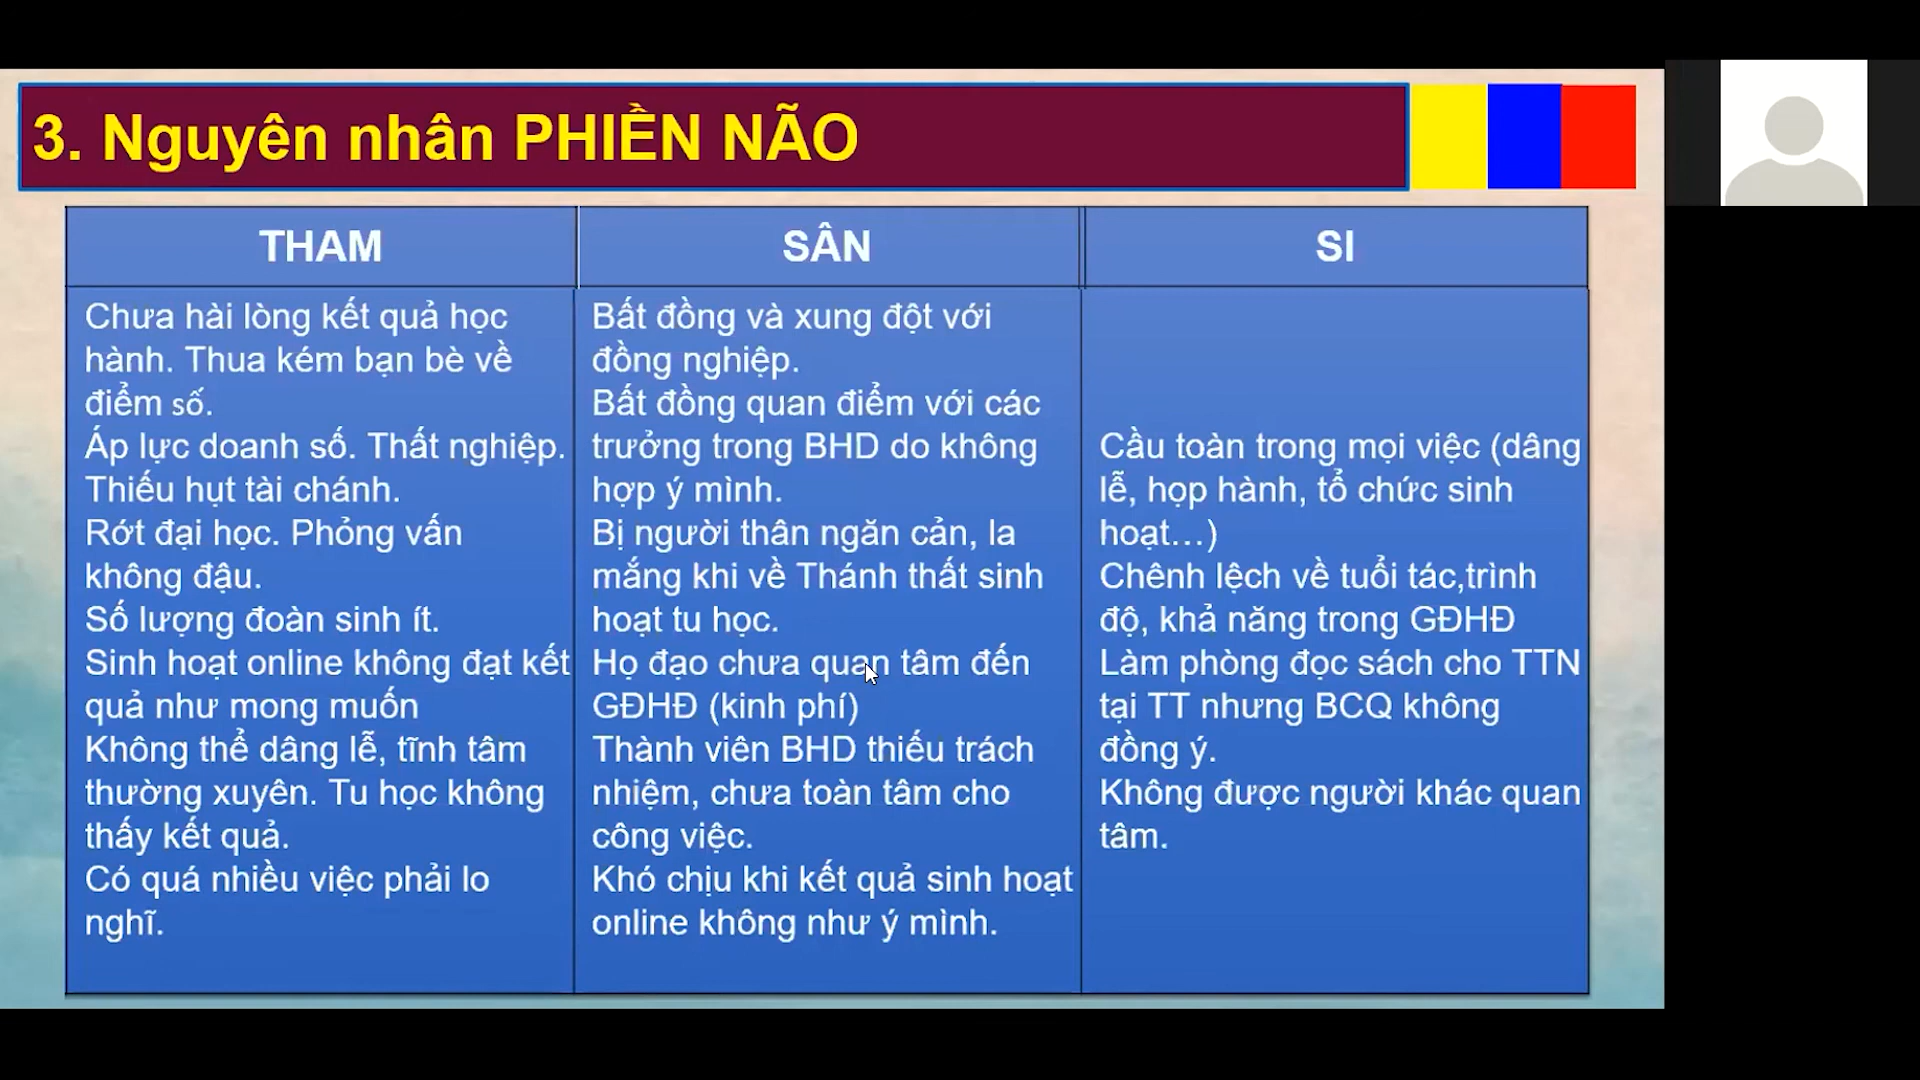 3. Nguyên nhân PHIỀN NÃO
THAM
SÂN
SI
Chưa hài lòng kết quả học
hành. Thua kém bạn bè về
điểm số.
Áp lực doanh số. Thất nghiệp.
Thiếu hụt tài chánh.
Rớt đại học. Phỏng vấn
không đậu.
Số lượng đoàn sinh ít.
Sinh hoạt online không đạt kết
quả như mong muốn
Không thể dâng lễ, tĩnh tâm
thường xuyên. Tu học không
thấy kết quả.
Có quá nhiều việc phải lo
nghĩ.
Bất đồng và xung đột với
đồng nghiệp.
Bất đồng quan điểm với các
trưởng trong BHD do không
hợp ý mình.
Bị người thân ngăn cản, la
mắng khi về Thánh thất sinh
hoạt tu học.
Họ đạo chưa quan tâm đến
GĐHĐ (kinh phí)
Thành viên BHD thiếu trách
nhiệm, chưa toàn tâm cho
công việc.
Khó chịu khi kết quả sinh hoạt
online không như ý mình.
Cầu toàn trong mọi việc (dâng
lễ, họp hành, tổ chức sinh
hoạt…)
Chênh lệch về tuổi tác,trình
độ, khả năng trong GĐHĐ
Làm phòng đọc sách cho TTN
tại TT nhưng BCQ không
đồng ý.
Không được người khác quan
tâm.